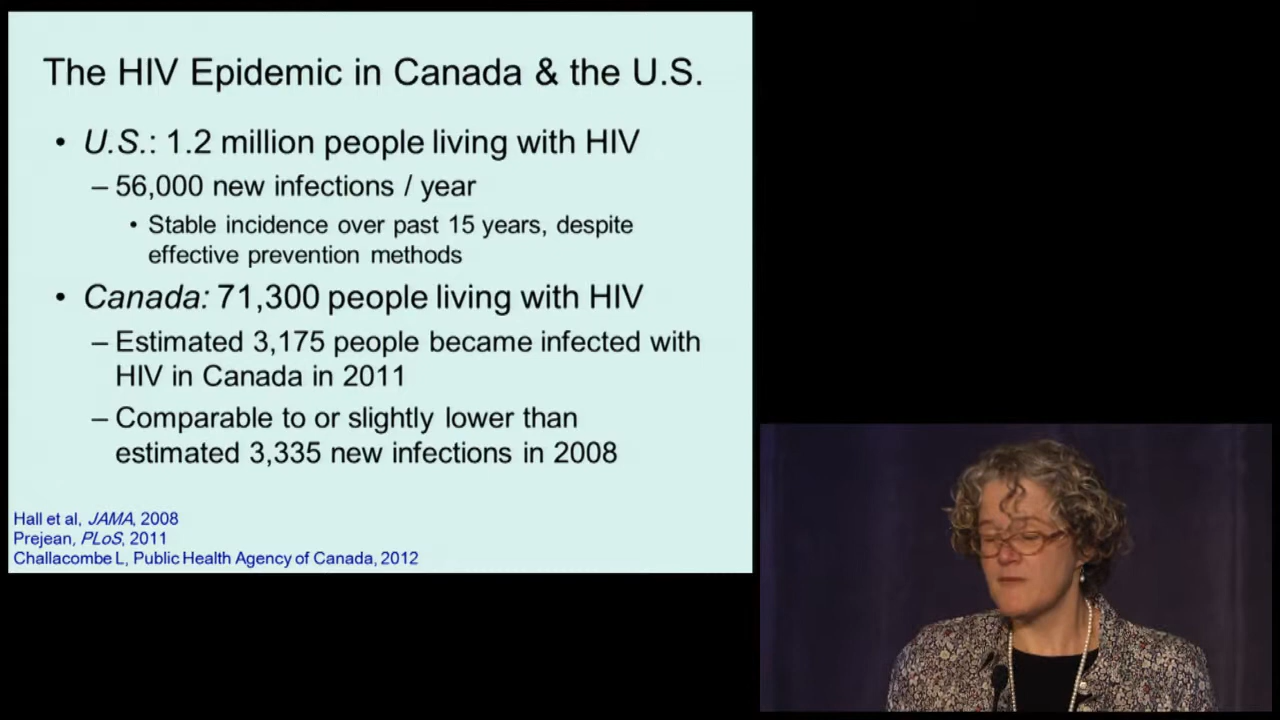 The HIV Epidemic in Canada & the U.S.
• U.S.: 1.2 million people living with HIV
– 56,000 new infections / year
• Stable incidence over past 15 years, despite
effective prevention methods
• Canada: 71,300 people living with HIV
– Estimated 3,175 people became infected with
HIV in Canada in 2011
– Comparable to or slightly lower than
estimated 3,335 new infections in 2008
Hall et al, JAMA, 2008
Prejean, PLoS, 2011
Challacombe L, Public Health Agency of Canada, 2012